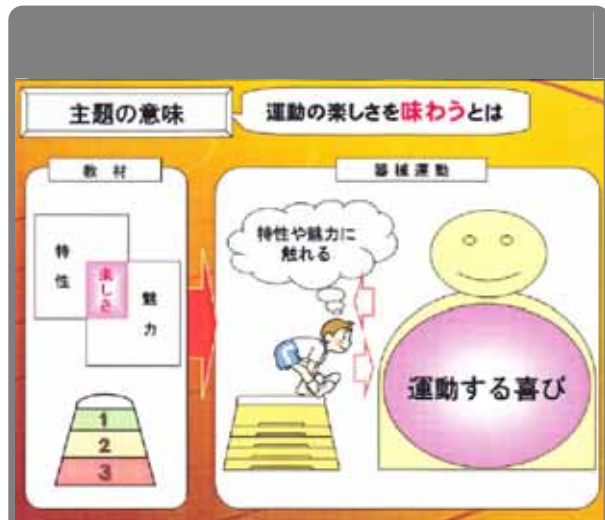 主題の意味
運動の楽しさを味わうとは
教材
器械運動
特性
楽しさ
魅力
特性や魅力に
触れる
運動する喜び
1
2
3